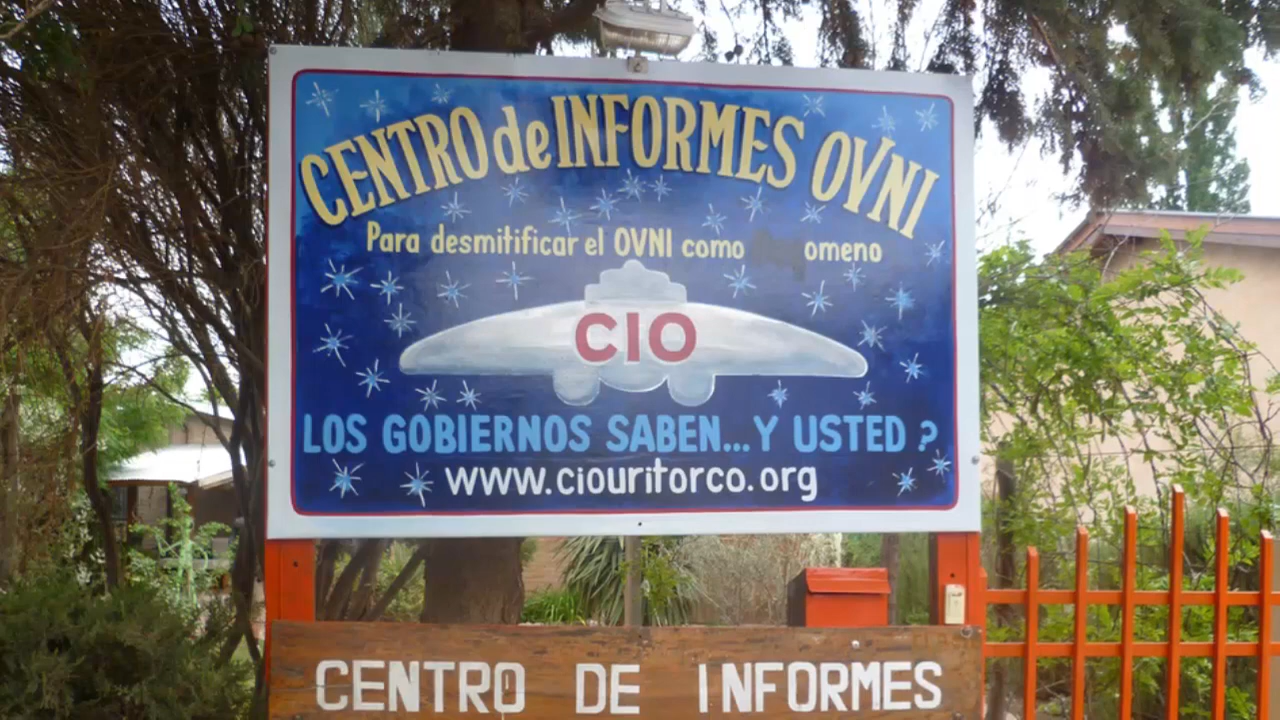 CENTRO de INFORMES OVNI
Para desmitificar el OVNI como omeno
CIO
LOS GOBIERNOS SABEN...Y USTED ?
www.ciouritorco.org
CENTRO DE INFORMES